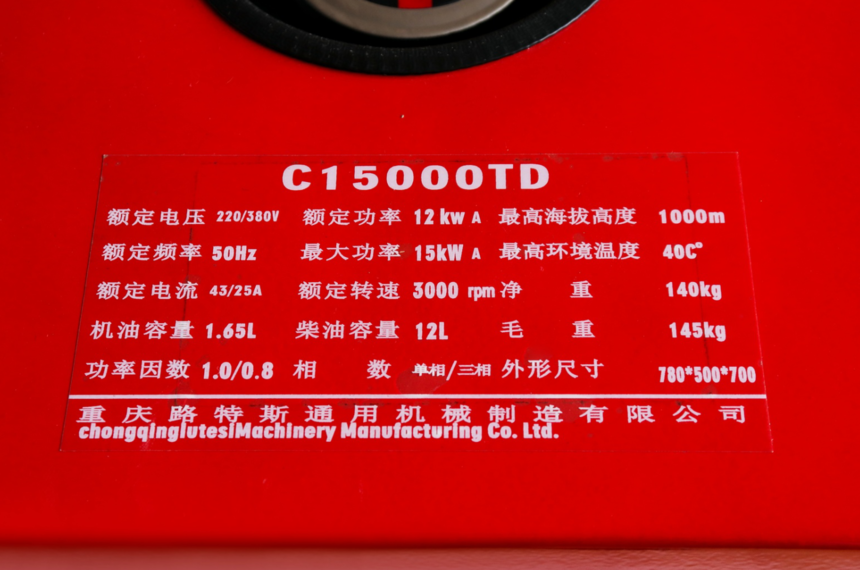 C15000TD
额定电压 220/380V 额定功率 12kw A 最高海拔高度 1000m
额定频率 50Hz 最大功率 15kW A 最高环境温度 40C°
额定电流 43/25A 额定转速 3000 rpm 净 重 140kg
机油容量 1.65L 柴油容量 12L 毛 重 145kg
功率因数 1.0/0.8 相 数 单相/三相 外形尺寸 780*500*700
重庆路特斯通用机械制造有限公司
chongqinglutesiMachinery Manufacturing Co. Ltd.